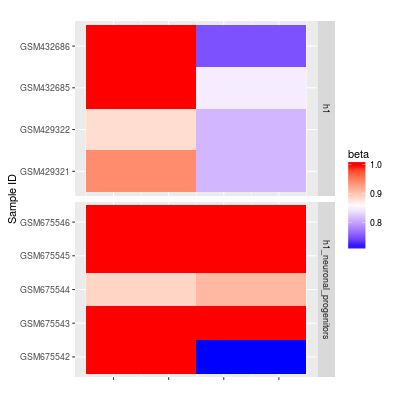 GSM432686
GSM432685
GSM429322
GSM429321
h1
GSM675546
GSM675545
GSM675544
GSM675543
GSM675542
h1_neuronal_progenitors
Sample ID
beta
1.0
0.9
0.8